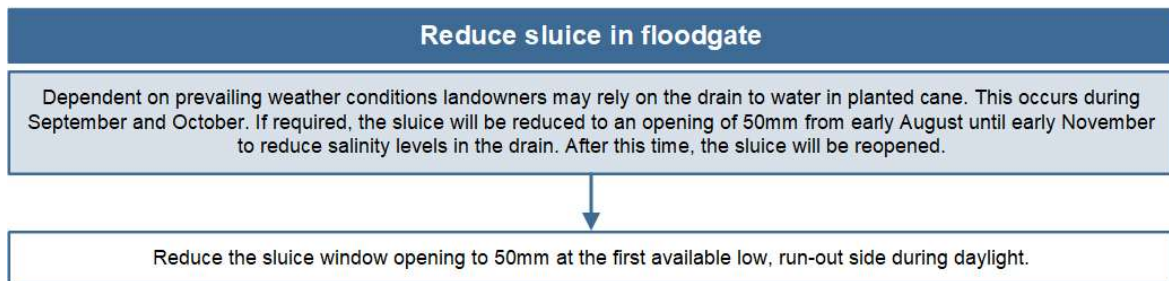 Reduce sluice in floodgate
Dependent on prevailing weather conditions landowners may rely on the drain to water in planted cane. This occurs during
September and October. If required, the sluice will be reduced to an opening of 50mm from early August until early November
to reduce salinity levels in the drain. After this time, the sluice will be reopened.
Reduce the sluice window opening to 50mm at the first available low, run-out side during daylight.